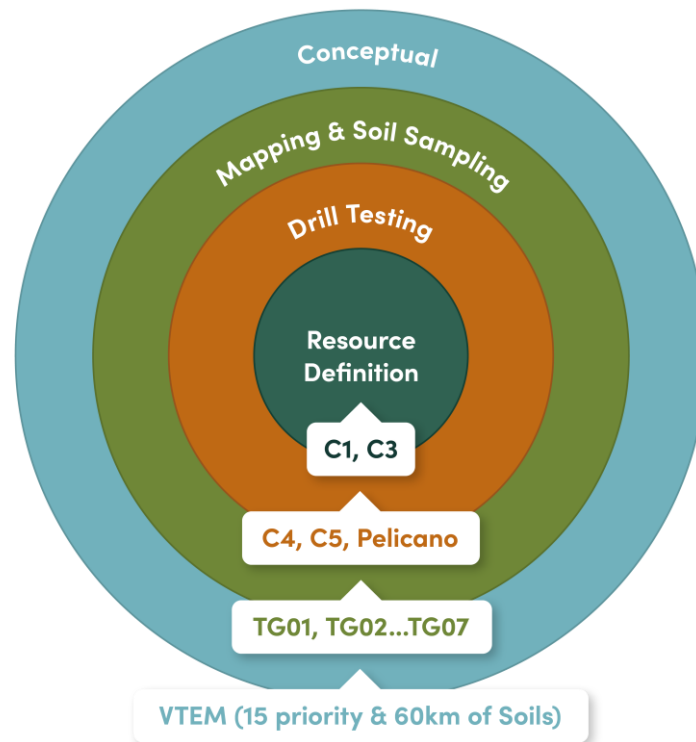 Conceptual
Mapping & Soil Sampling
Drill Testing
Resource
Definition
C1, C3
C4, C5, Pelicano
TG01, TG02...TG07
VTEM (15 priority & 60km of Soils)